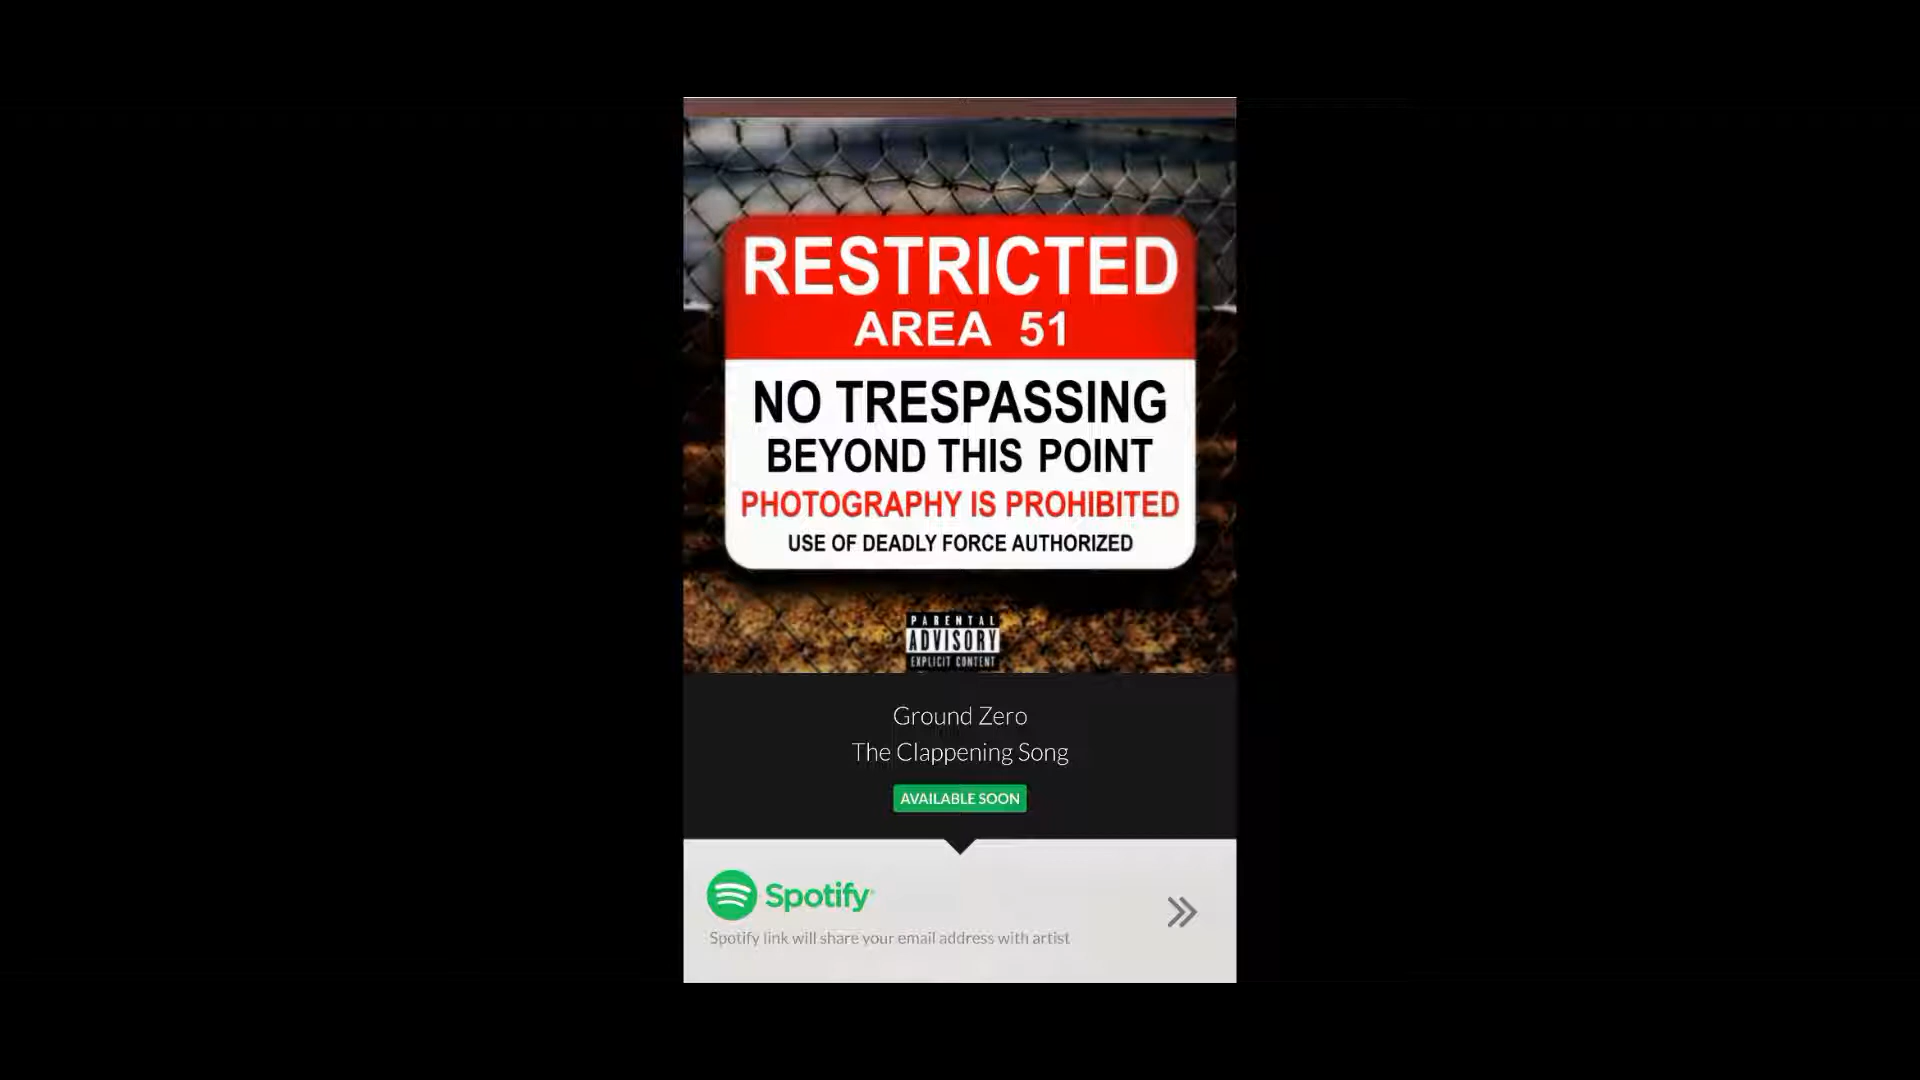 RESTRICTED
AREA 51
NO TRESPASSING
BEYOND THIS POINT
PHOTOGRAPHY IS PROHIBITED
USE OF DEADLY FORCE AUTHORIZED
PARENTAL
ADVISORY
EXPLICIT CONTENT
Ground Zero
The Clappening Song
AVAILABLE SOON
Spotify
Spotify link will share your email address with artist